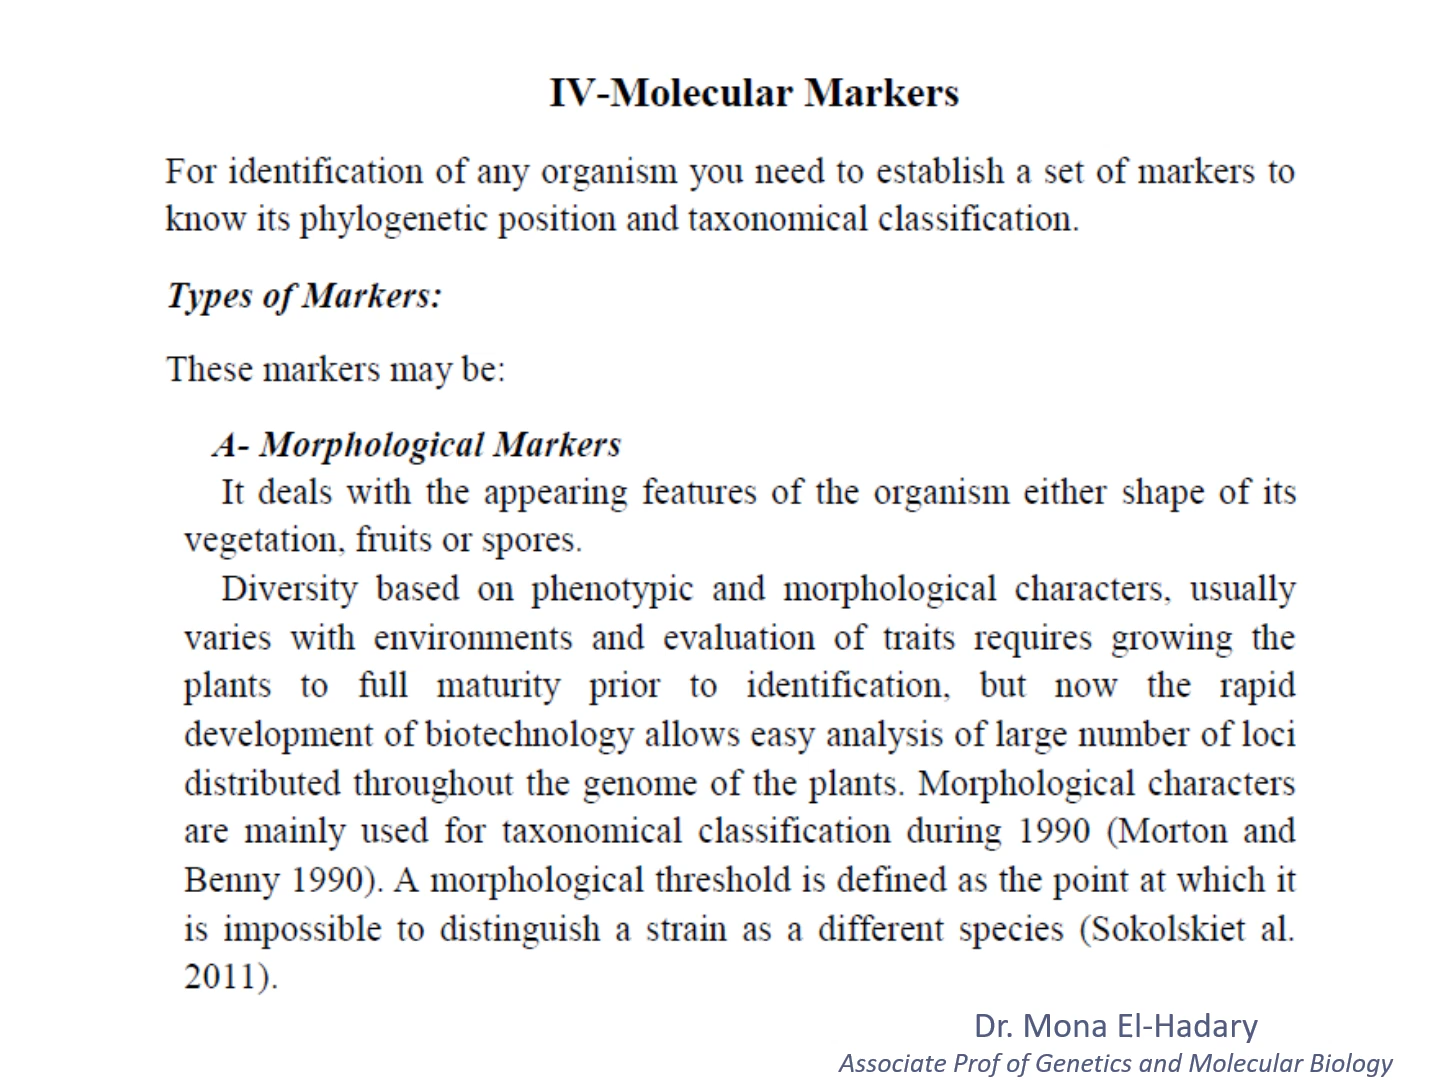 IV-Molecular Markers
For identification of any organism you need to establish a set of markers to
know its phylogenetic position and taxonomical classification.
Types of Markers:
These markers may be:
A- Morphological Markers
It deals with the appearing features of the organism either shape of its
vegetation, fruits or spores.
Diversity based on phenotypic and morphological characters, usually
varies with environments and evaluation of traits requires growing the
plants to full maturity prior to identification, but now the rapid
development of biotechnology allows easy analysis of large number of loci
distributed throughout the genome of the plants. Morphological characters
are mainly used for taxonomical classification during 1990 (Morton and
Benny 1990). A morphological threshold is defined as the point at which it
is impossible to distinguish a strain as a different species (Sokolskiet al.
2011).
Dr. Mona El-Hadary
Associate Prof of Genetics and Molecular Biology